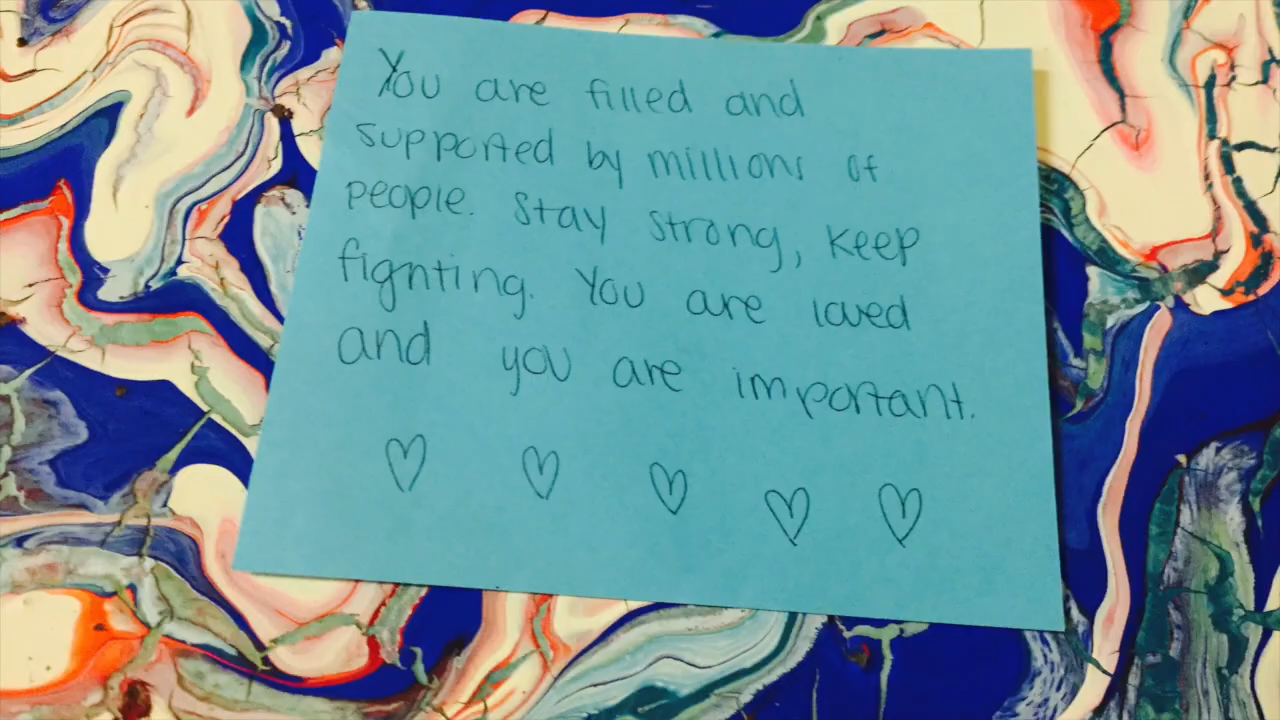 You are filled and
supported by millions of
people. Stay strong, keep
fighting. You are loved
and you are important.
♡ ♡ ♡ ♡ ♡